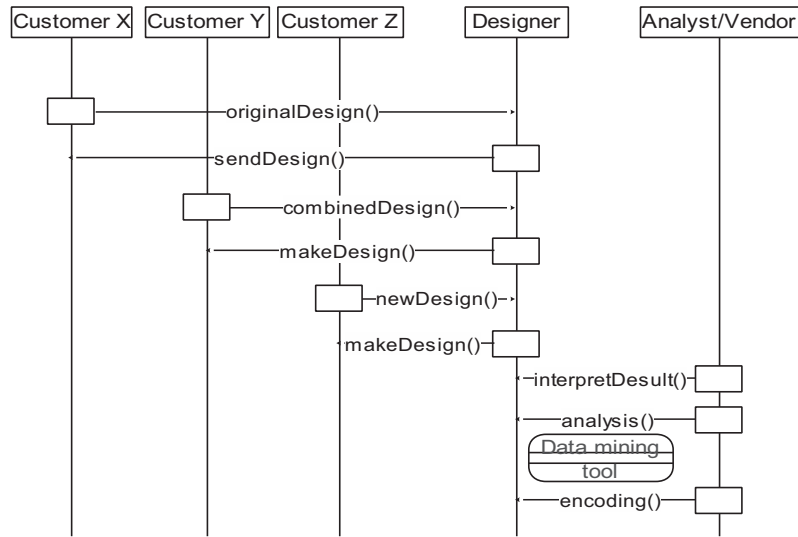 Customer X
Customer Y
Customer Z
Designer
Analyst/Vendor
originalDesign()
sendDesign()
combinedDesign()
makeDesign()
newDesign()
makeDesign()
interpretDesult()
analysis()
Data mining
tool
encoding()